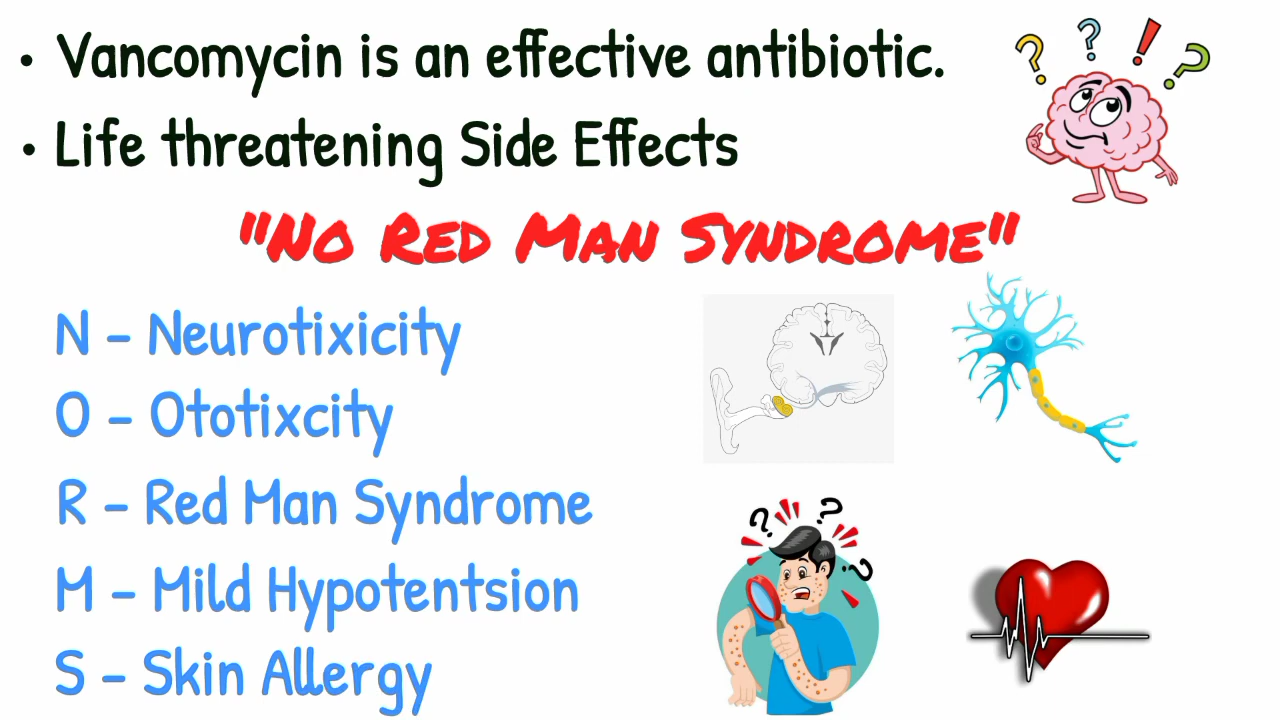 • Vancomycin is an effective antibiotic.
• Life threatening Side Effects
"No Red Man Syndrome"
N - Neurotixicity
O - Ototixcity
R - Red Man Syndrome
M - Mild Hypotentsion
S - Skin Allergy